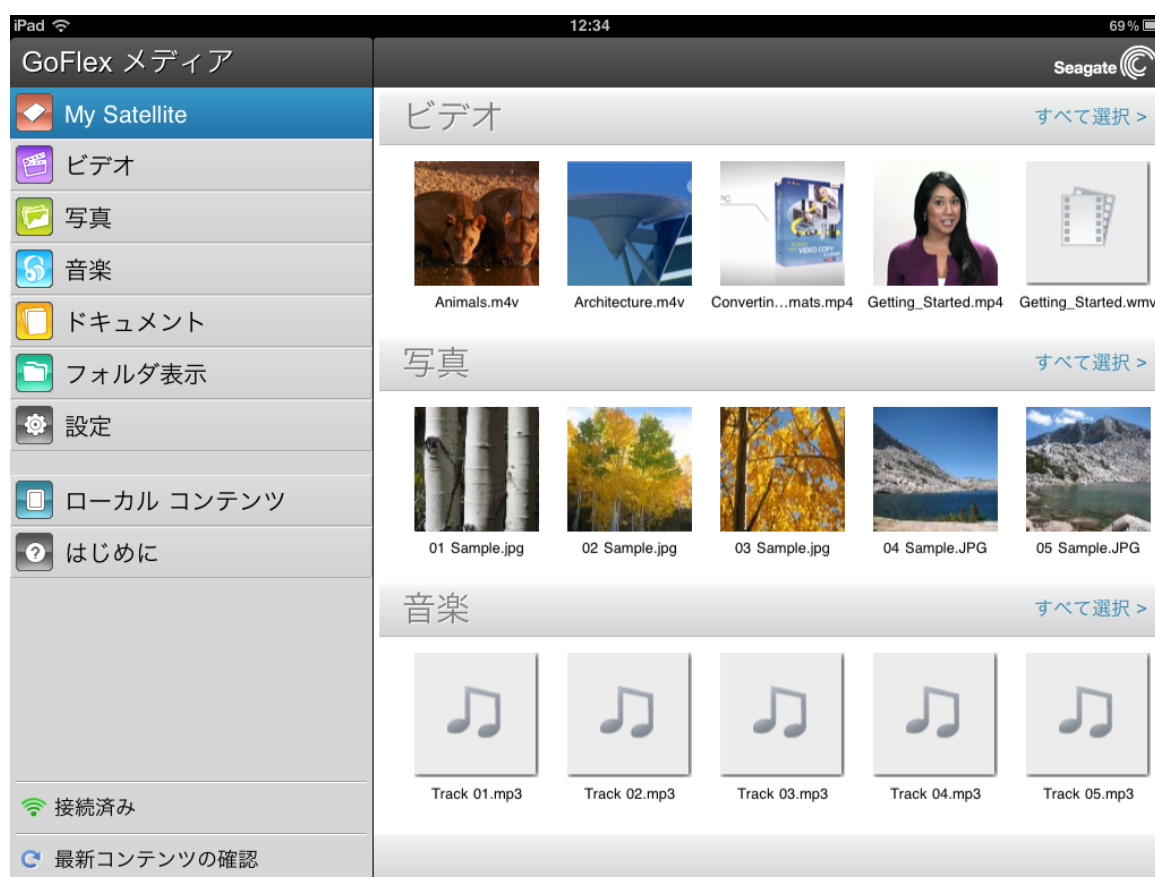 iPad
12:34
69%
GoFlex メディア
Seagate
My Satellite
ビデオ
写真
音楽
ドキュメント
フォルダ表示
設定
ローカル コンテンツ
はじめに
接続済み
最新コンテンツの確認
ビデオ
すべて選択 >
Animals.m4v
Architecture.m4v
Convertin...mats.mp4
Getting_Started.mp4
Getting_Started.wmv
PC
VIDEO COPY
写真
すべて選択 >
01 Sample.jpg
02 Sample.jpg
03 Sample.jpg
04 Sample.JPG
05 Sample.JPG
音楽
すべて選択 >
Track 01.mp3
Track 02.mp3
Track 03.mp3
Track 04.mp3
Track 05.mp3